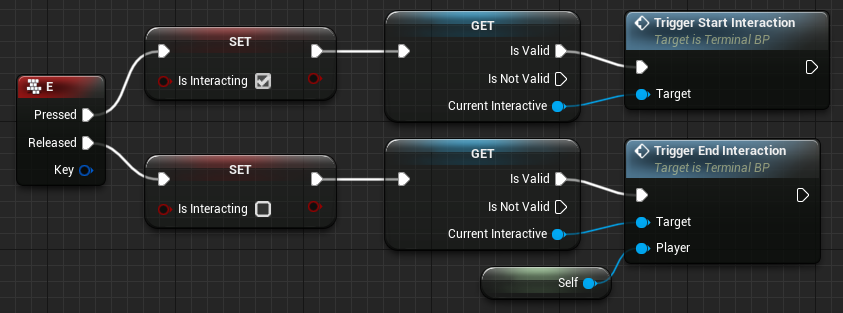 E
Pressed
Released
Key
SET
Is Interacting
GET
Is Valid
Is Not Valid
Current Interactive
Trigger Start Interaction
Target is Terminal BP
Target
SET
Is Interacting
GET
Is Valid
Is Not Valid
Current Interactive
Self
Trigger End Interaction
Target is Terminal BP
Target
Player